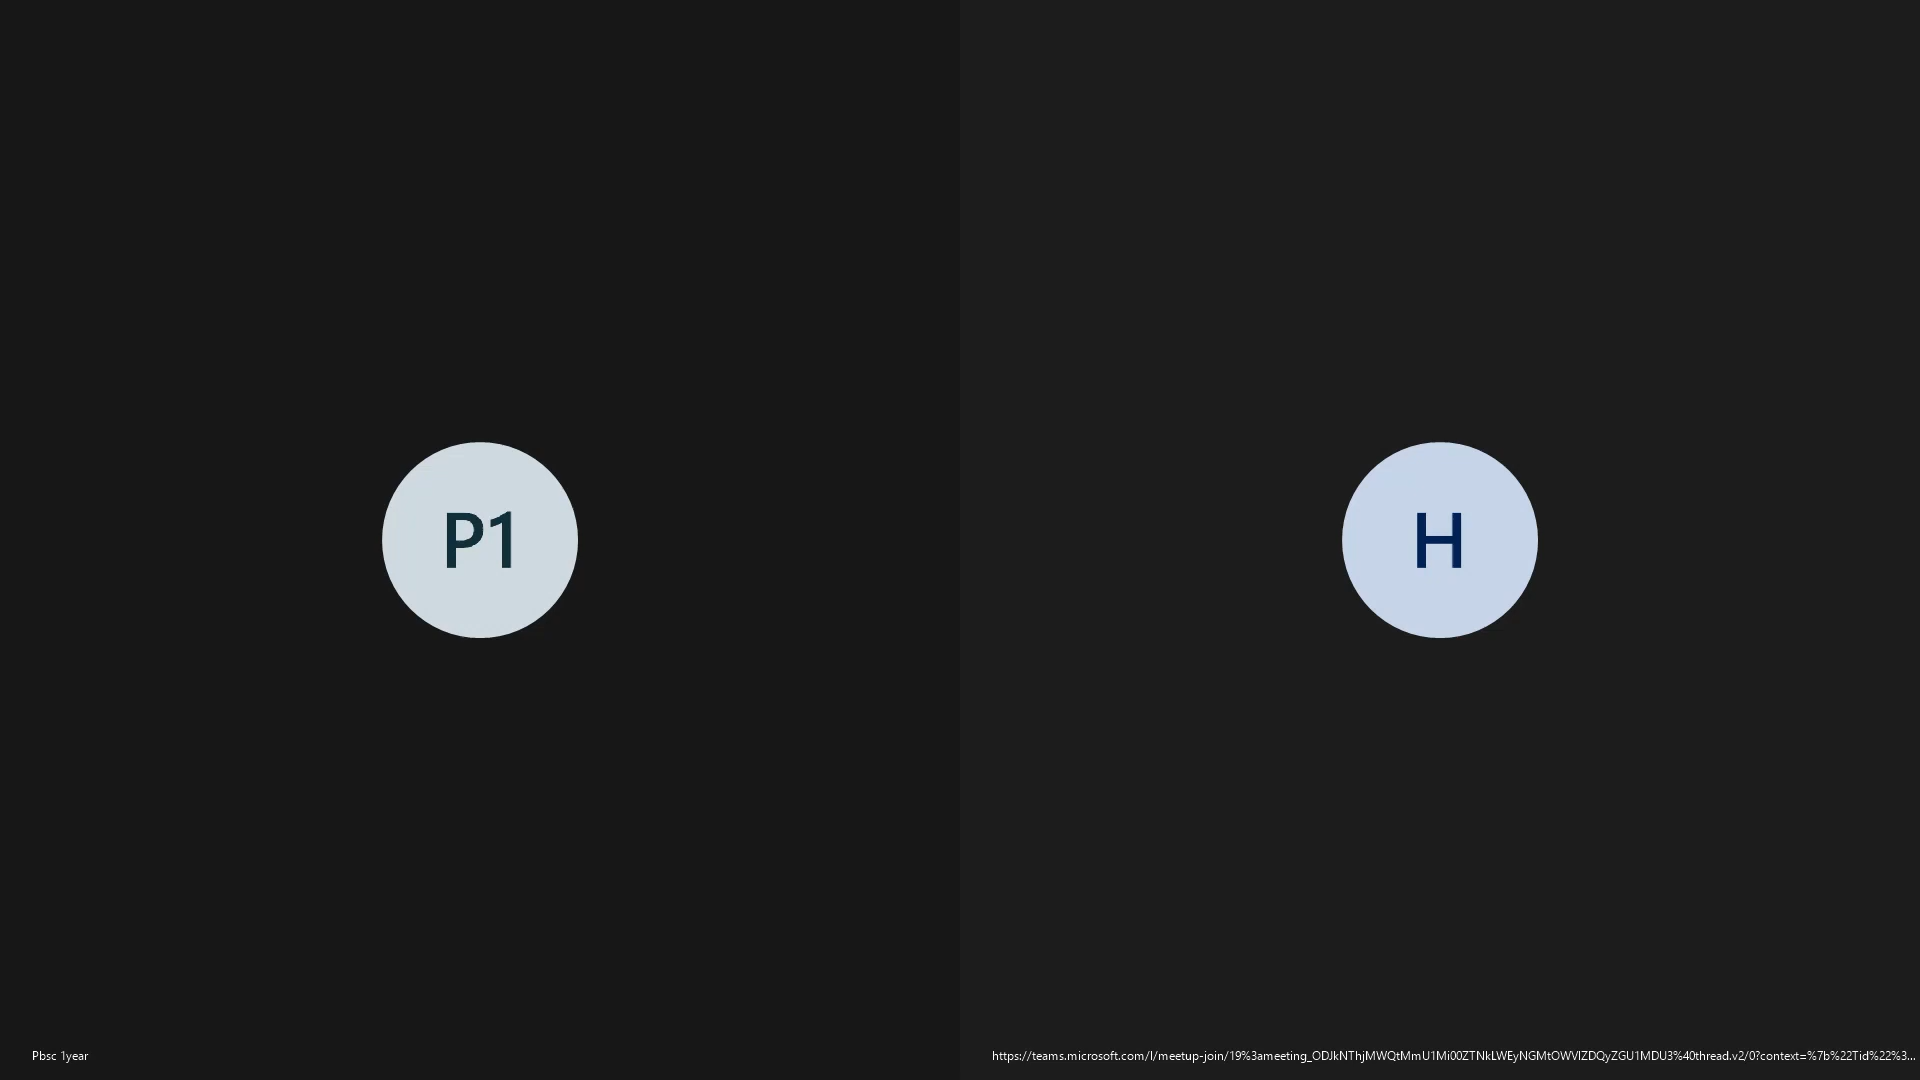 P1
H
Pbsc 1year
https://teams.microsoft.com/l/meetup-join/19%3ameeting_ODJkNThjMWQtMmU1Mi00ZTNkLWEyNGMtOWVlZDQyZGU1MDU3%40thread.v2/0?context=%7b%22Tid%22%3...